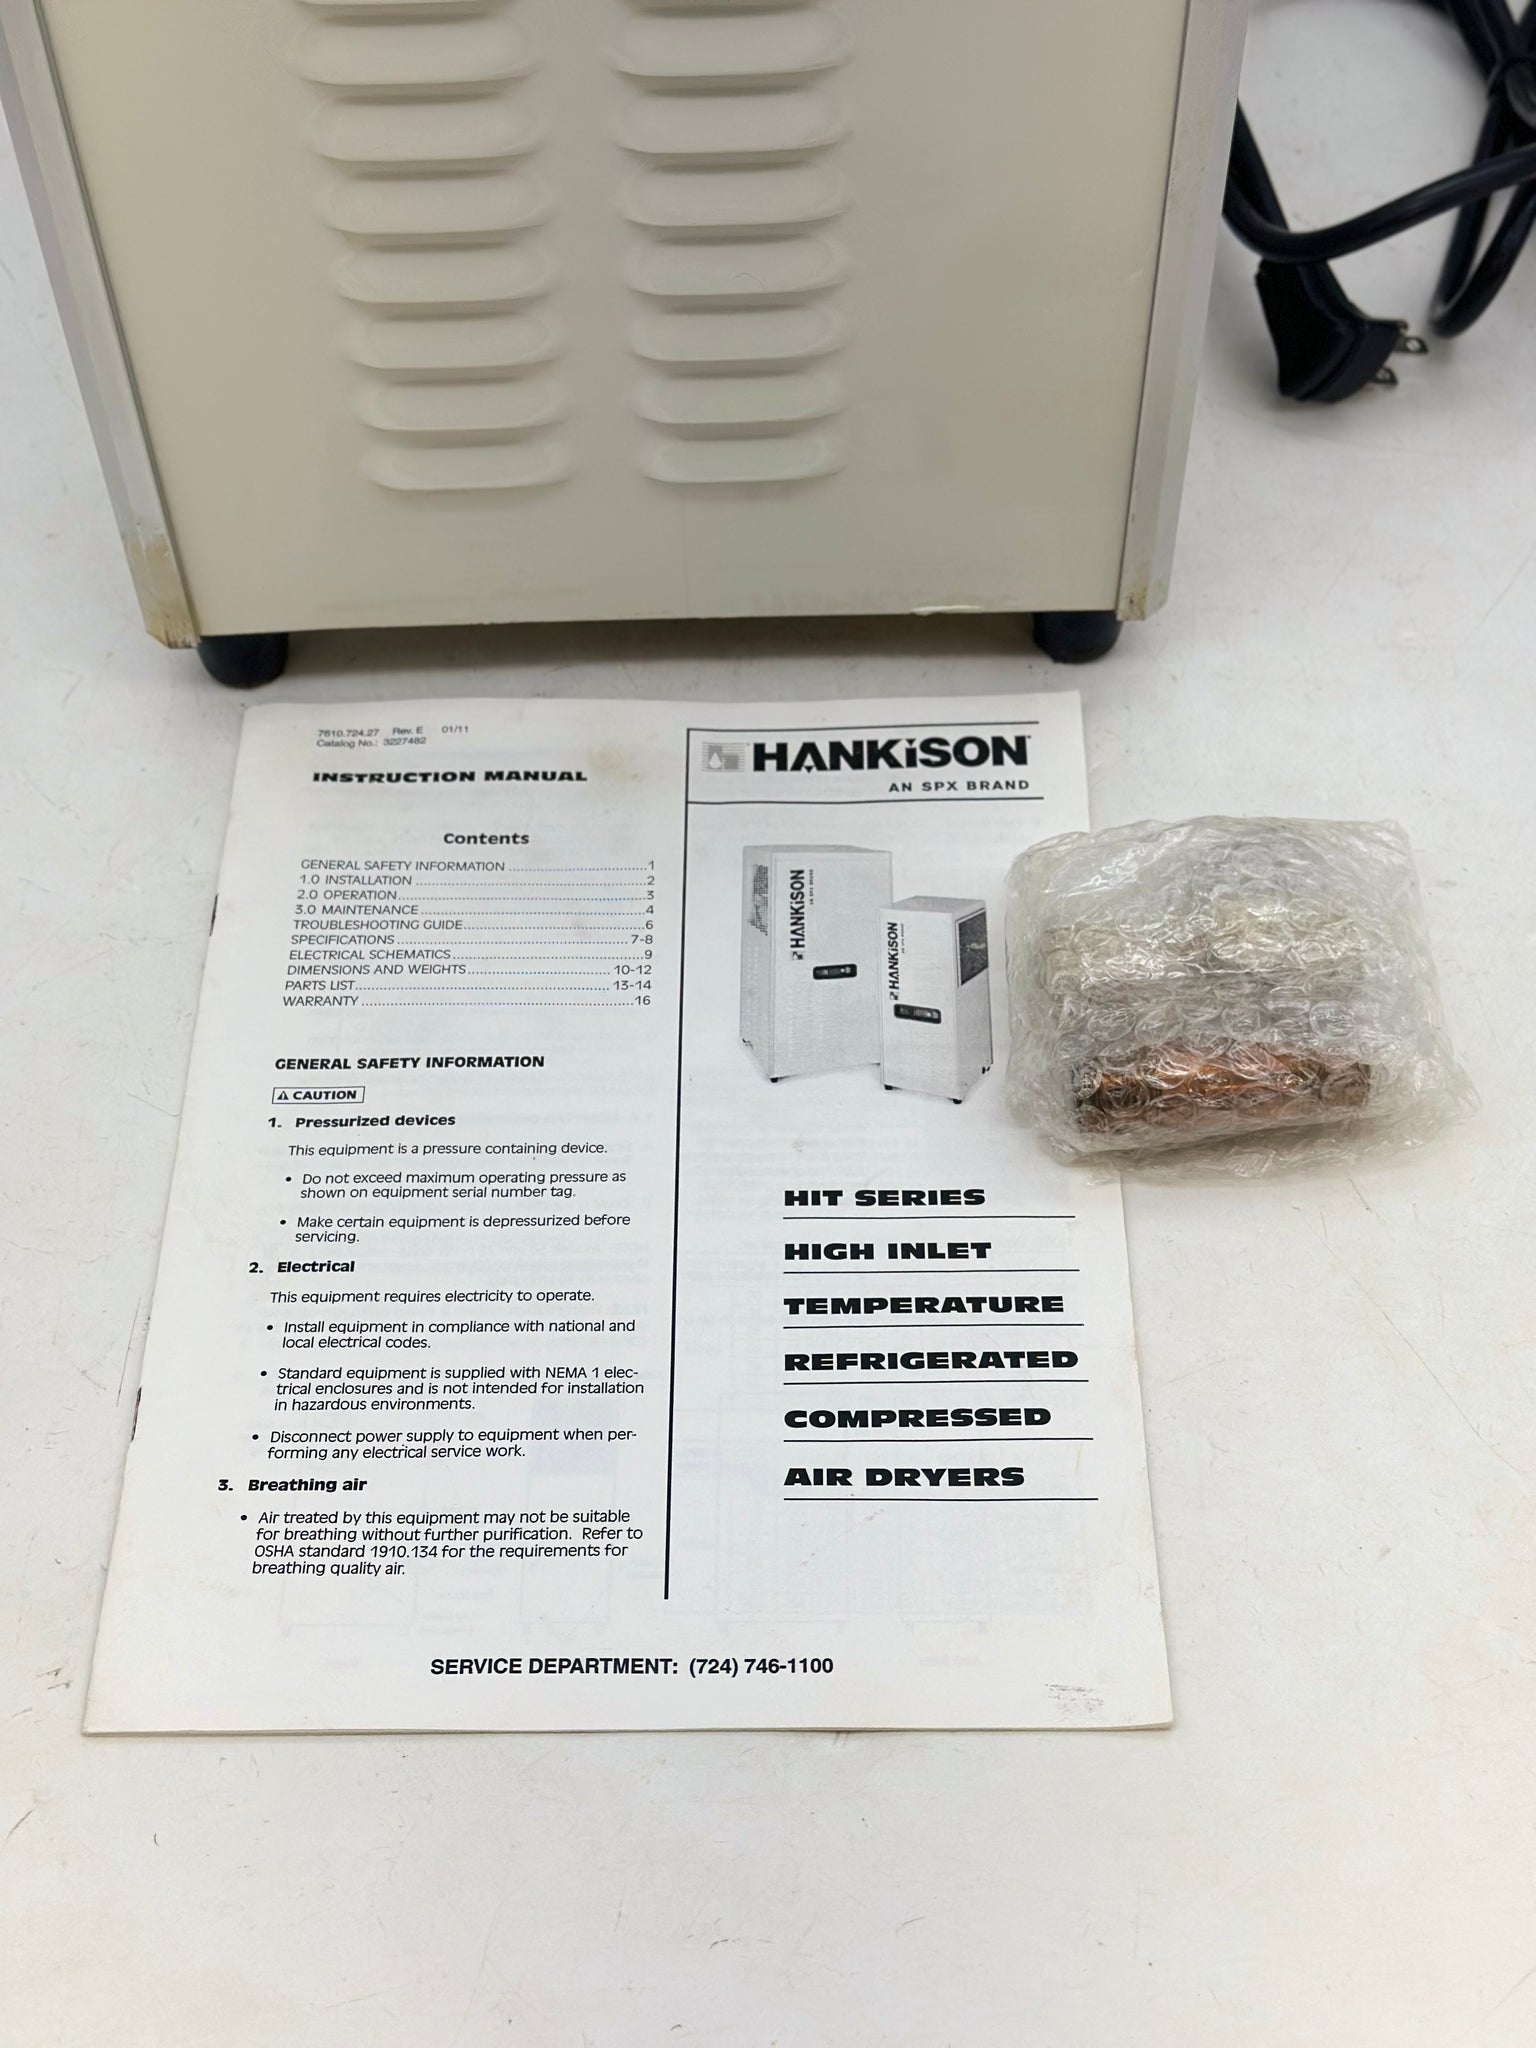 7610.724.27 Rev. E 01/11
Catalog No.: 3227482
INSTRUCTION MANUAL
Contents
GENERAL SAFETY INFORMATION ..................................1
1.0 INSTALLATION .........................................................2
2.0 OPERATION..............................................................3
3.0 MAINTENANCE ........................................................4
TROUBLESHOOTING GUIDE.............................................6
SPECIFICATIONS ..........................................................7-8
ELECTRICAL SCHEMATICS................................................9
DIMENSIONS AND WEIGHTS...................................10-12
PARTS LIST..............................................................13-14
WARRANTY ..................................................................16
GENERAL SAFETY INFORMATION
CAUTION
1. Pressurized devices
This equipment is a pressure containing device.
• Do not exceed maximum operating pressure as
shown on equipment serial number tag.
• Make certain equipment is depressurized before
servicing.
2. Electrical
This equipment requires electricity to operate.
• Install equipment in compliance with national and
local electrical codes.
• Standard equipment is supplied with NEMA 1 elec-
trical enclosures and is not intended for installation
in hazardous environments.
• Disconnect power supply to equipment when per-
forming any electrical service work.
3. Breathing air
• Air treated by this equipment may not be suitable
for breathing without further purification. Refer to
OSHA standard 1910.134 for the requirements for
breathing quality air.
HANKiSON
AN SPX BRAND
HANKiSON
AN SPX BRAND
HANKiSON
AN SPX BRAND
HIT SERIES
HIGH INLET
TEMPERATURE
REFRIGERATED
COMPRESSED
AIR DRYERS
SERVICE DEPARTMENT: (724) 746-1100